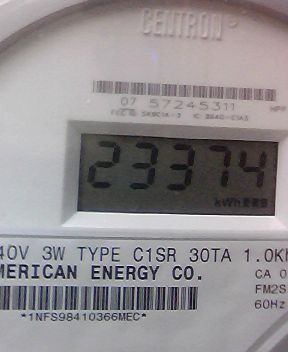 CENTRON
07 57245311
23374
kWh
40V 3W TYPE C1SR 30TA 1.0Kh
MERICAN ENERGY CO.
CA 0
FM2S
60Hz
*1NFS98410366MEC*